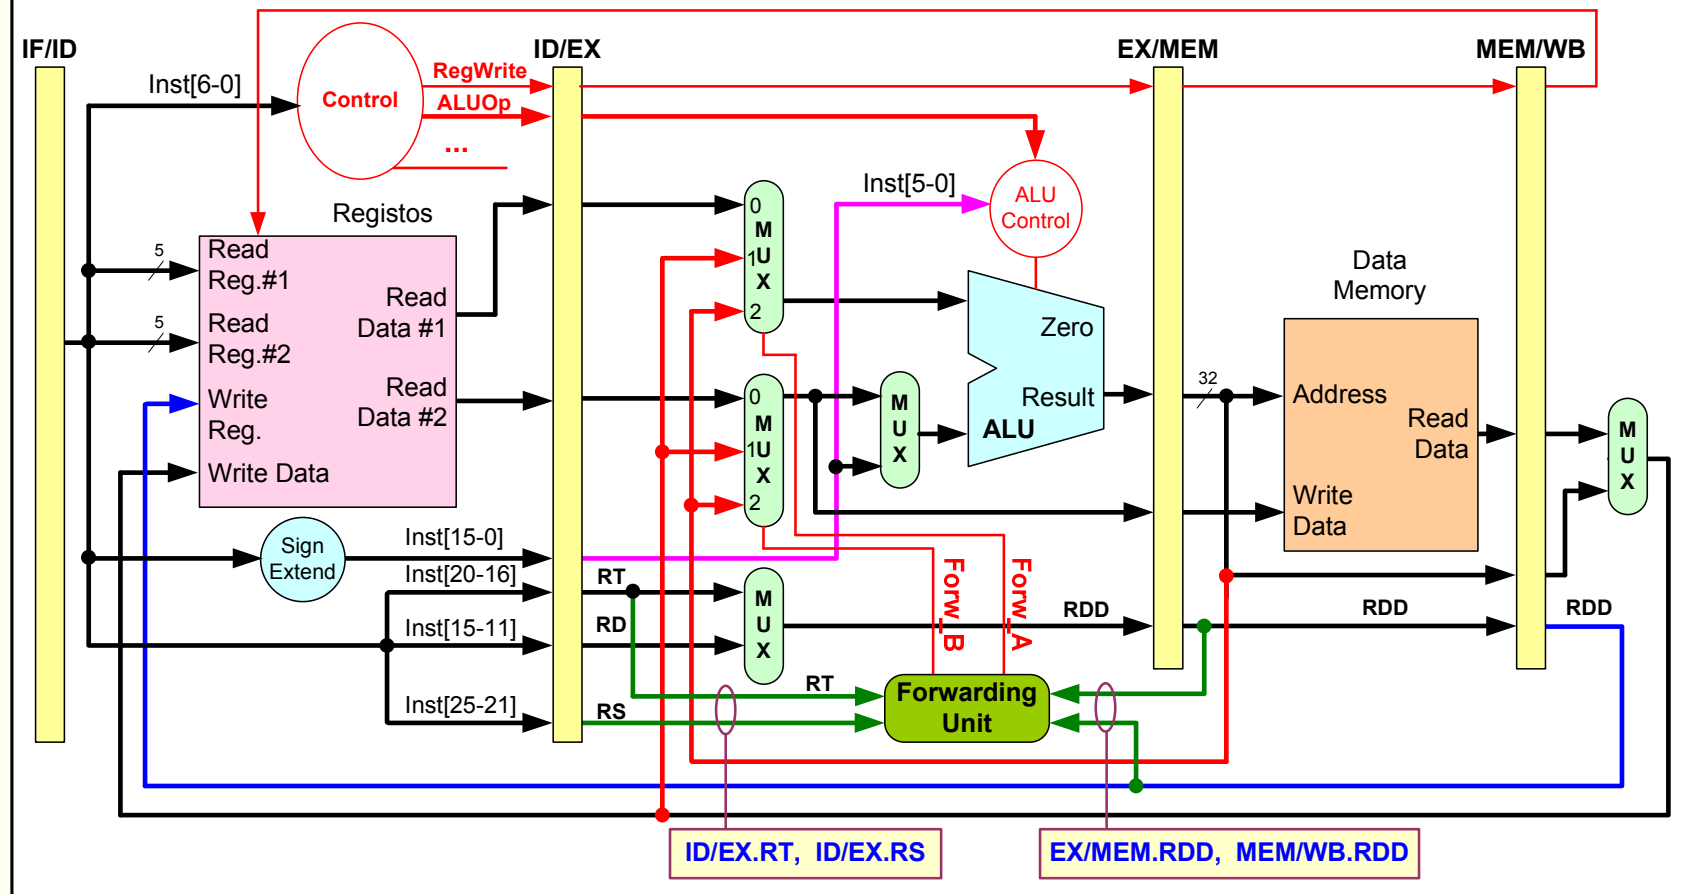 IF/ID
ID/EX
EX/MEM
MEM/WB
Inst[6-0]
Control
RegWrite
ALUOp
...
Inst[5-0]
ALU
Control
Registos
Read
Reg.#1
Read
Data #1
Read
Reg.#2
Write
Reg.
Read
Data #2
Write Data
5
5
0
M
U
X
1
2
0
M
U
X
1
2
M
U
X
Zero
Result
ALU
32
Data
Memory
Address
Read
Data
Write
Data
M
U
X
Sign
Extend
Inst[15-0]
Inst[20-16]
Inst[15-11]
Inst[25-21]
RT
RD
RS
M
U
X
RT
RDD
RDD
RDD
Forw_B
Forw_A
Forwarding
Unit
ID/EX.RT, ID/EX.RS
EX/MEM.RDD, MEM/WB.RDD